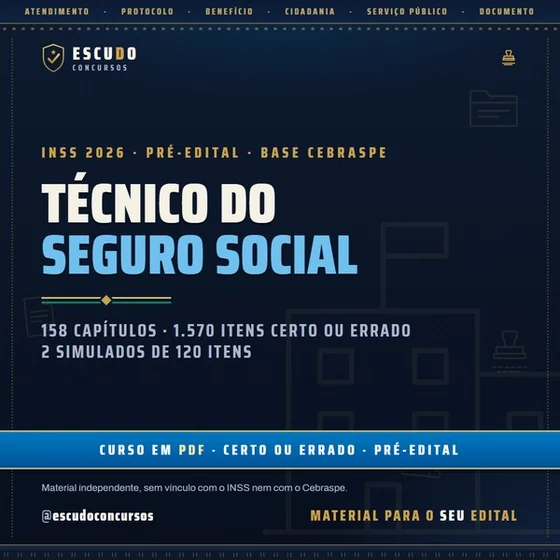 ATENDIMENTO · PROTOCOLO · BENEFÍCIO · CIDADANIA · SERVIÇO PÚBLICO · DOCUMENTO
ESCUDO
CONCURSOS
INSS 2026 · PRÉ-EDITAL · BASE CEBRASPE
TÉCNICO DO
SEGURO SOCIAL
158 CAPÍTULOS · 1.570 ITENS CERTO OU ERRADO
2 SIMULADOS DE 120 ITENS
CURSO EM PDF · CERTO OU ERRADO · PRÉ-EDITAL
Material independente, sem vínculo com o INSS nem com o Cebraspe.
@escudoconcursos
MATERIAL PARA O SEU EDITAL